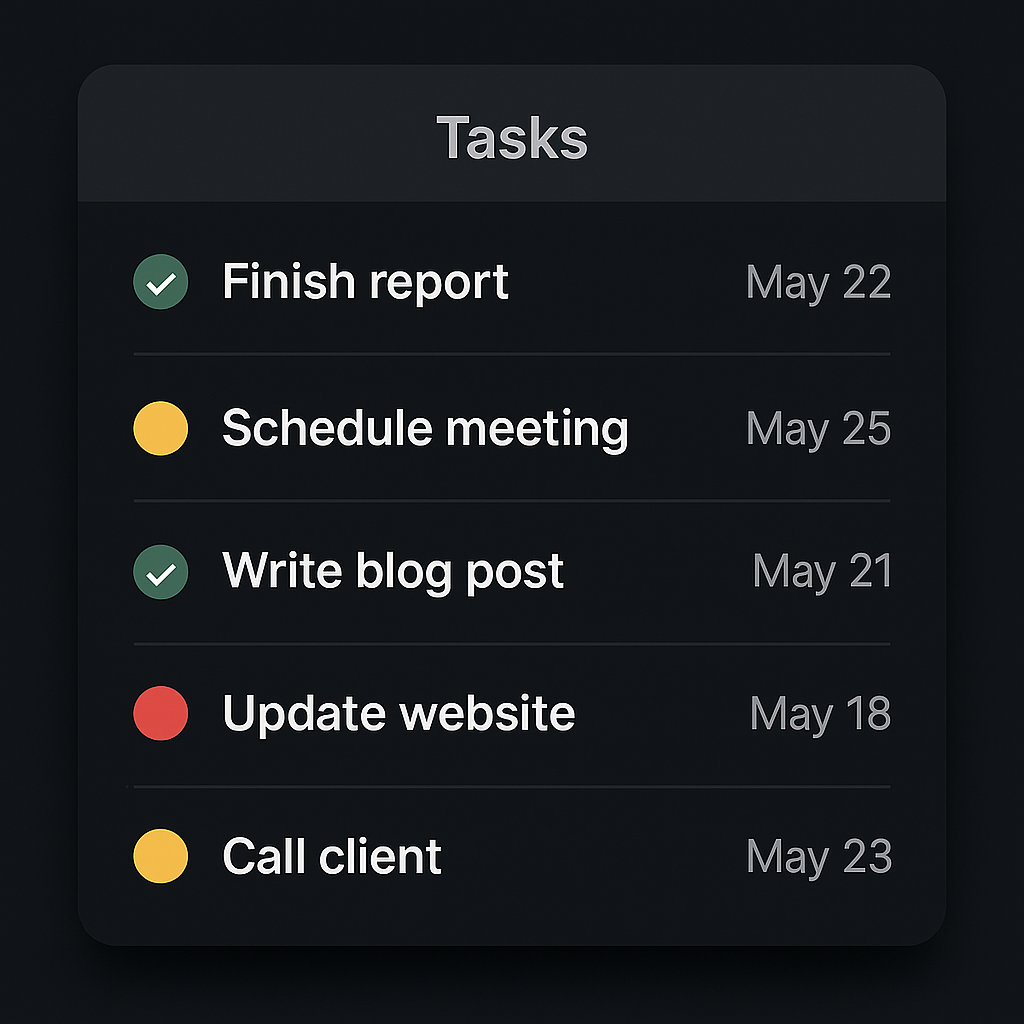 Tasks
Finish report May 22
Schedule meeting May 25
Write blog post May 21
Update website May 18
Call client May 23